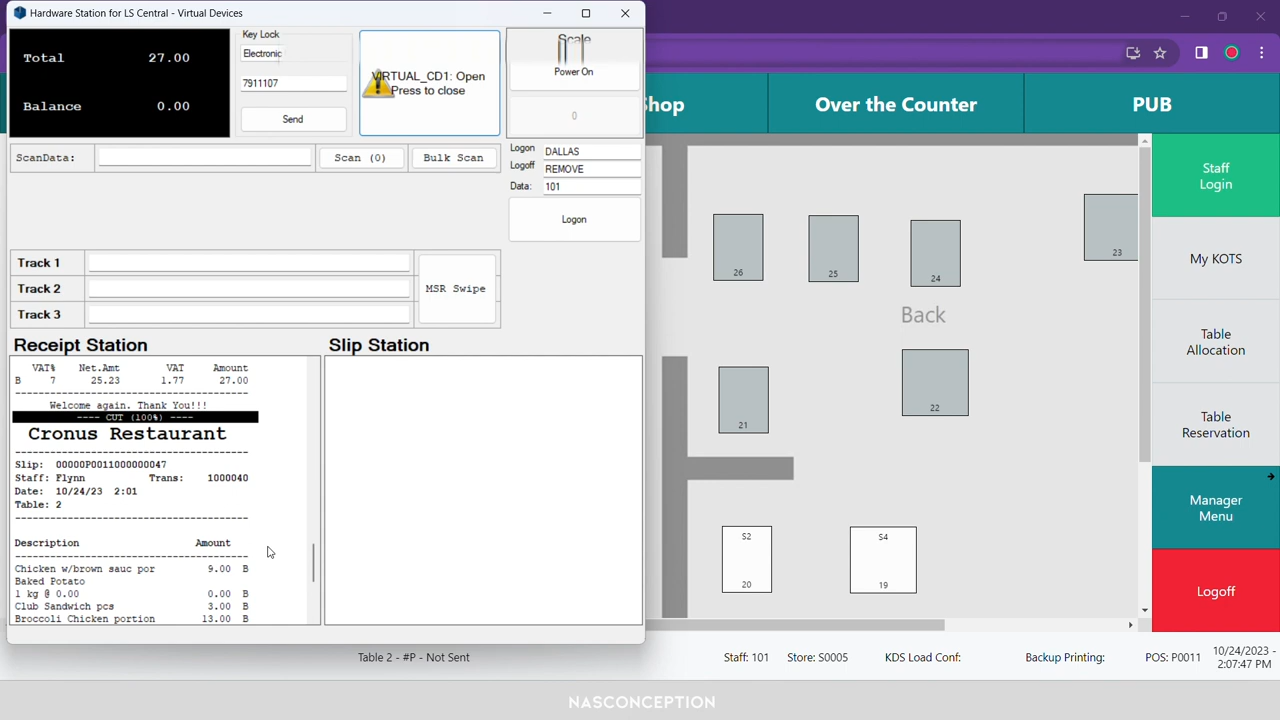 Hardware Station for LS Central - Virtual Devices
Total 27.00
Balance 0.00
Key Lock
Electronic
7911107
Send
VIRTUAL_CD1: Open
Press to close
Scale
Power On
0
ScanData:
Scan (0)
Bulk Scan
Logon DALLAS
Logoff REMOVE
Data: 101
Logon
Track 1
Track 2
Track 3
MSR Swipe
Receipt Station
Slip Station
VAT% Net.Amt VAT Amount
B 7 25.23 1.77 27.00
Welcome again. Thank You!!!
---- CUT (100%) ----
Cronus Restaurant
Slip: 00000P0011000000047
Staff: Flynn Trans: 1000040
Date: 10/24/23 2:01
Table: 2
Description Amount
Chicken w/brown sauc por 9.00 B
Baked Potato
1 kg @ 0.00 0.00 B
Club Sandwich pcs 3.00 B
Broccoli Chicken portion 13.00 B
hop
Over the Counter
PUB
26
25
24
23
Back
21
22
S2
20
S4
19
Staff
Login
My KOTS
Table
Allocation
Table
Reservation
Manager
Menu
Logoff
Table 2 - #P - Not Sent
Staff: 101
Store: S0005
KDS Load Conf:
Backup Printing:
POS: P0011
10/24/2023 -
2:07:47 PM
NASCONCEPTION